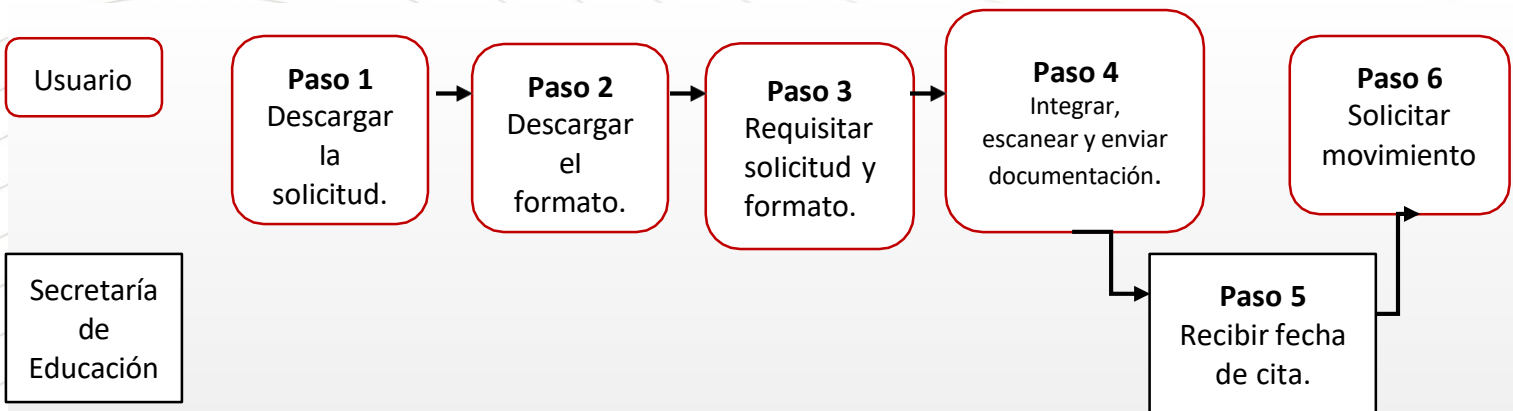 Usuario
Paso 1
Descargar
la
solicitud.
Paso 2
Descargar
el
formato.
Paso 3
Requisitar
solicitud y
formato.
Paso 4
Integrar,
escanear y enviar
documentación.
Paso 6
Solicitar
movimiento
Secretaría
de
Educación
Paso 5
Recibir fecha
de cita.